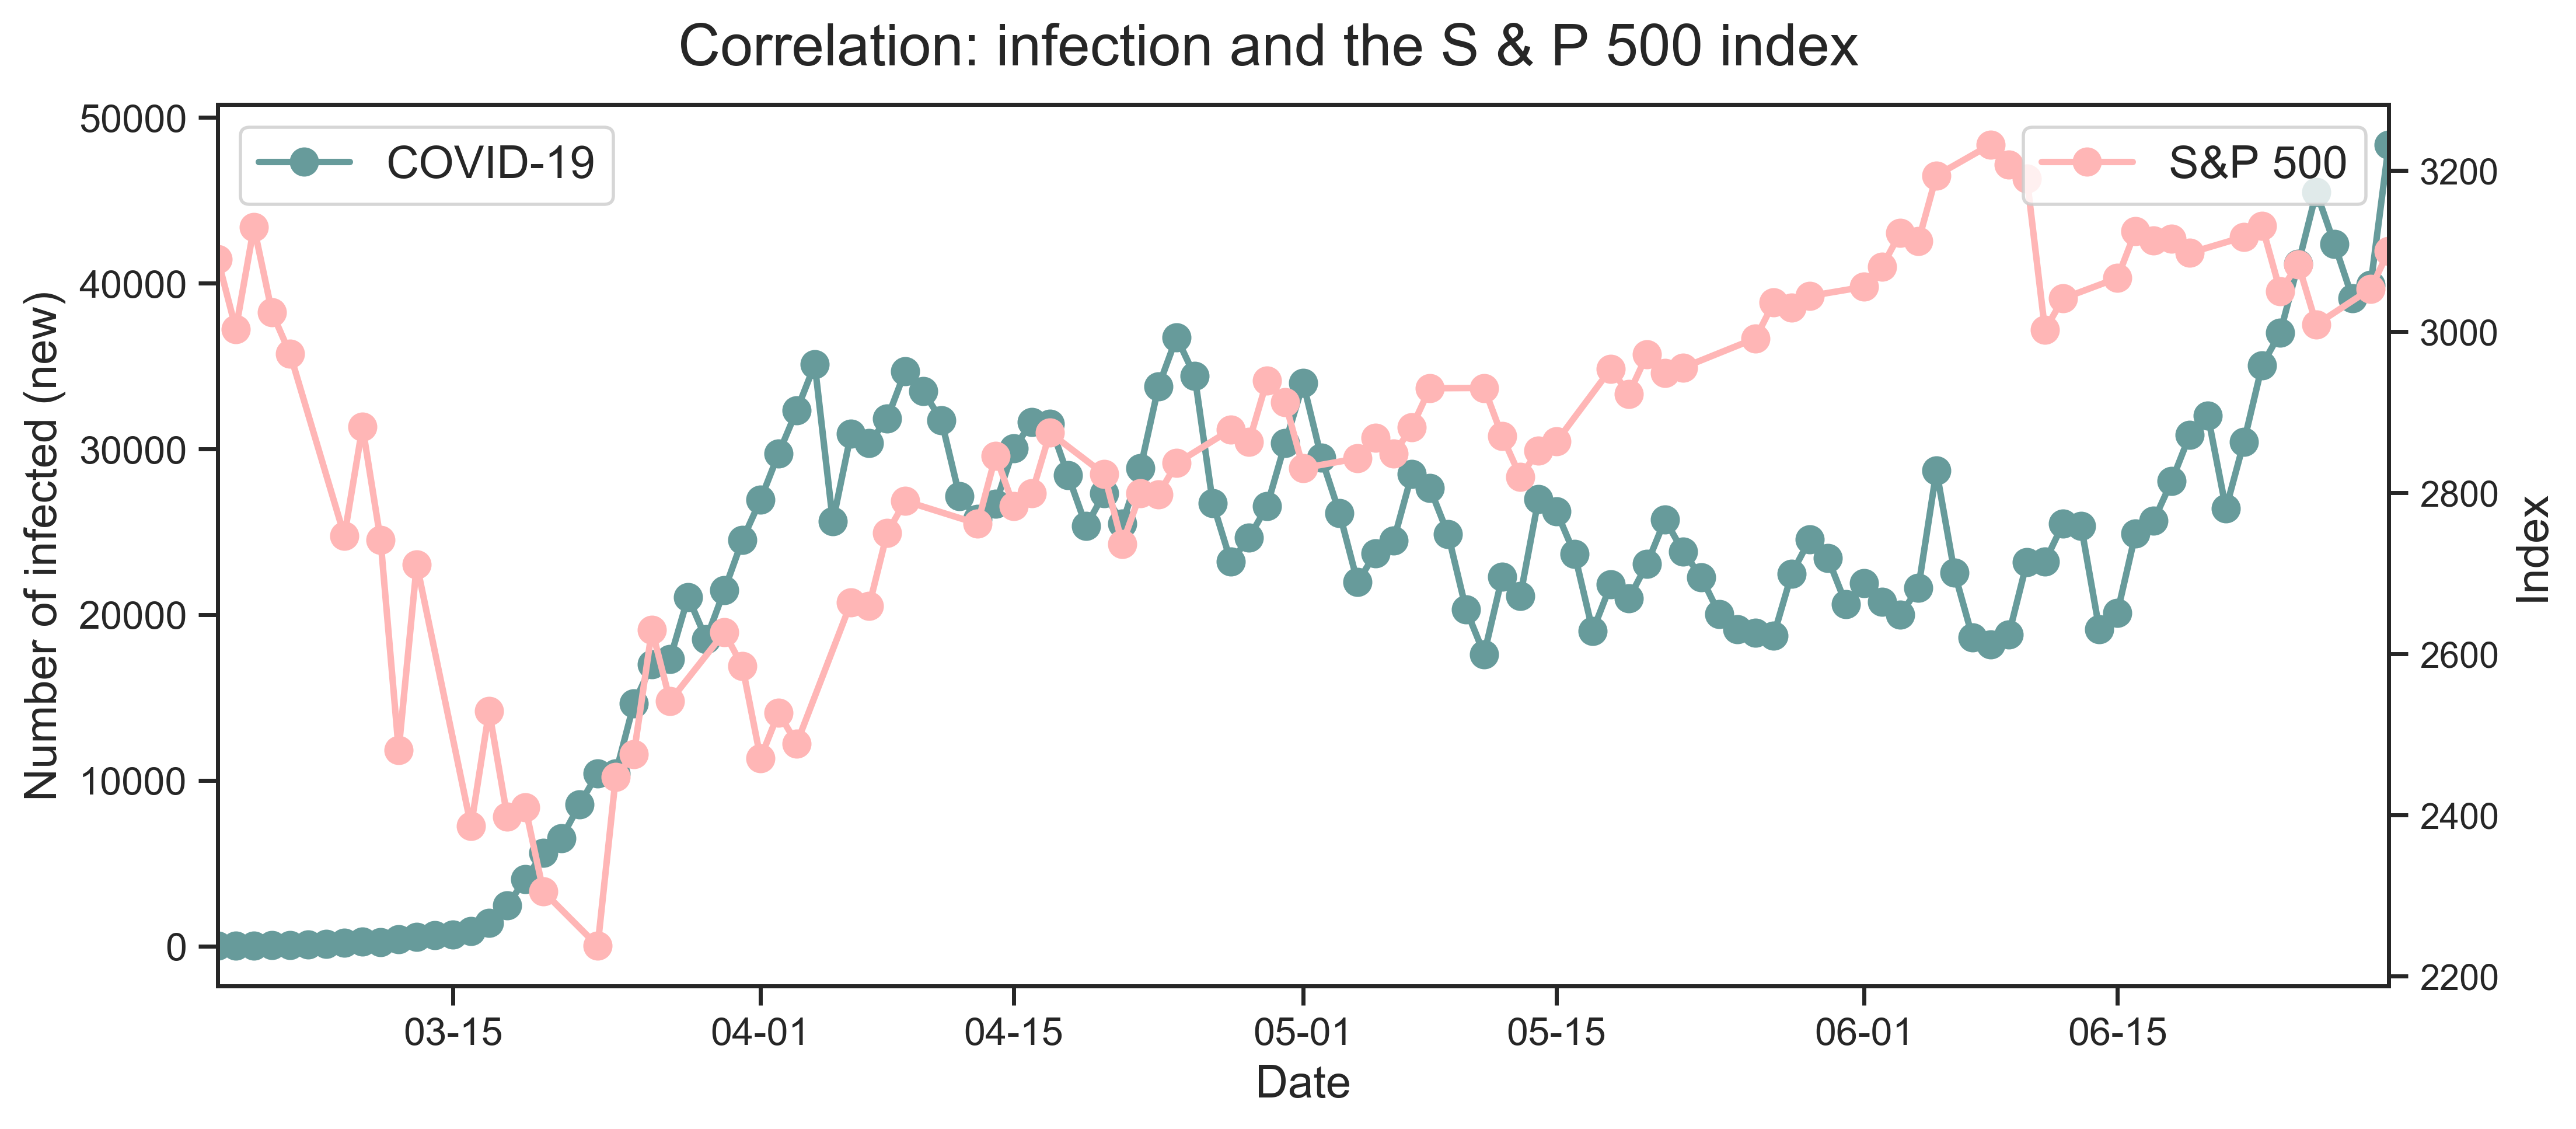 Correlation: infection and the S & P 500 index
COVID-19
S&P 500
Number of infected (new)
50000
40000
30000
20000
10000
0
3200
3000
2800
2600
2400
2200
Index
03-15 04-01 04-15 05-01 05-15 06-01 06-15
Date